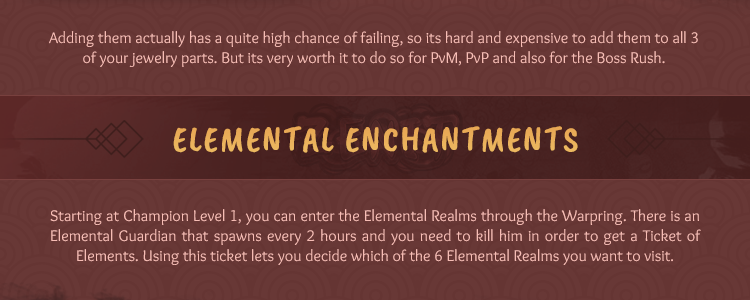 Adding them actually has a quite high chance of failing, so its hard and expensive to add them to all 3
of your jewelry parts. But its very worth it to do so for PvM, PvP and also for the Boss Rush.
ELEMENTAL ENCHANTMENTS
Starting at Champion Level 1, you can enter the Elemental Realms through the Warpring. There is an
Elemental Guardian that spawns every 2 hours and you need to kill him in order to get a Ticket of
Elements. Using this ticket lets you decide which of the 6 Elemental Realms you want to visit.